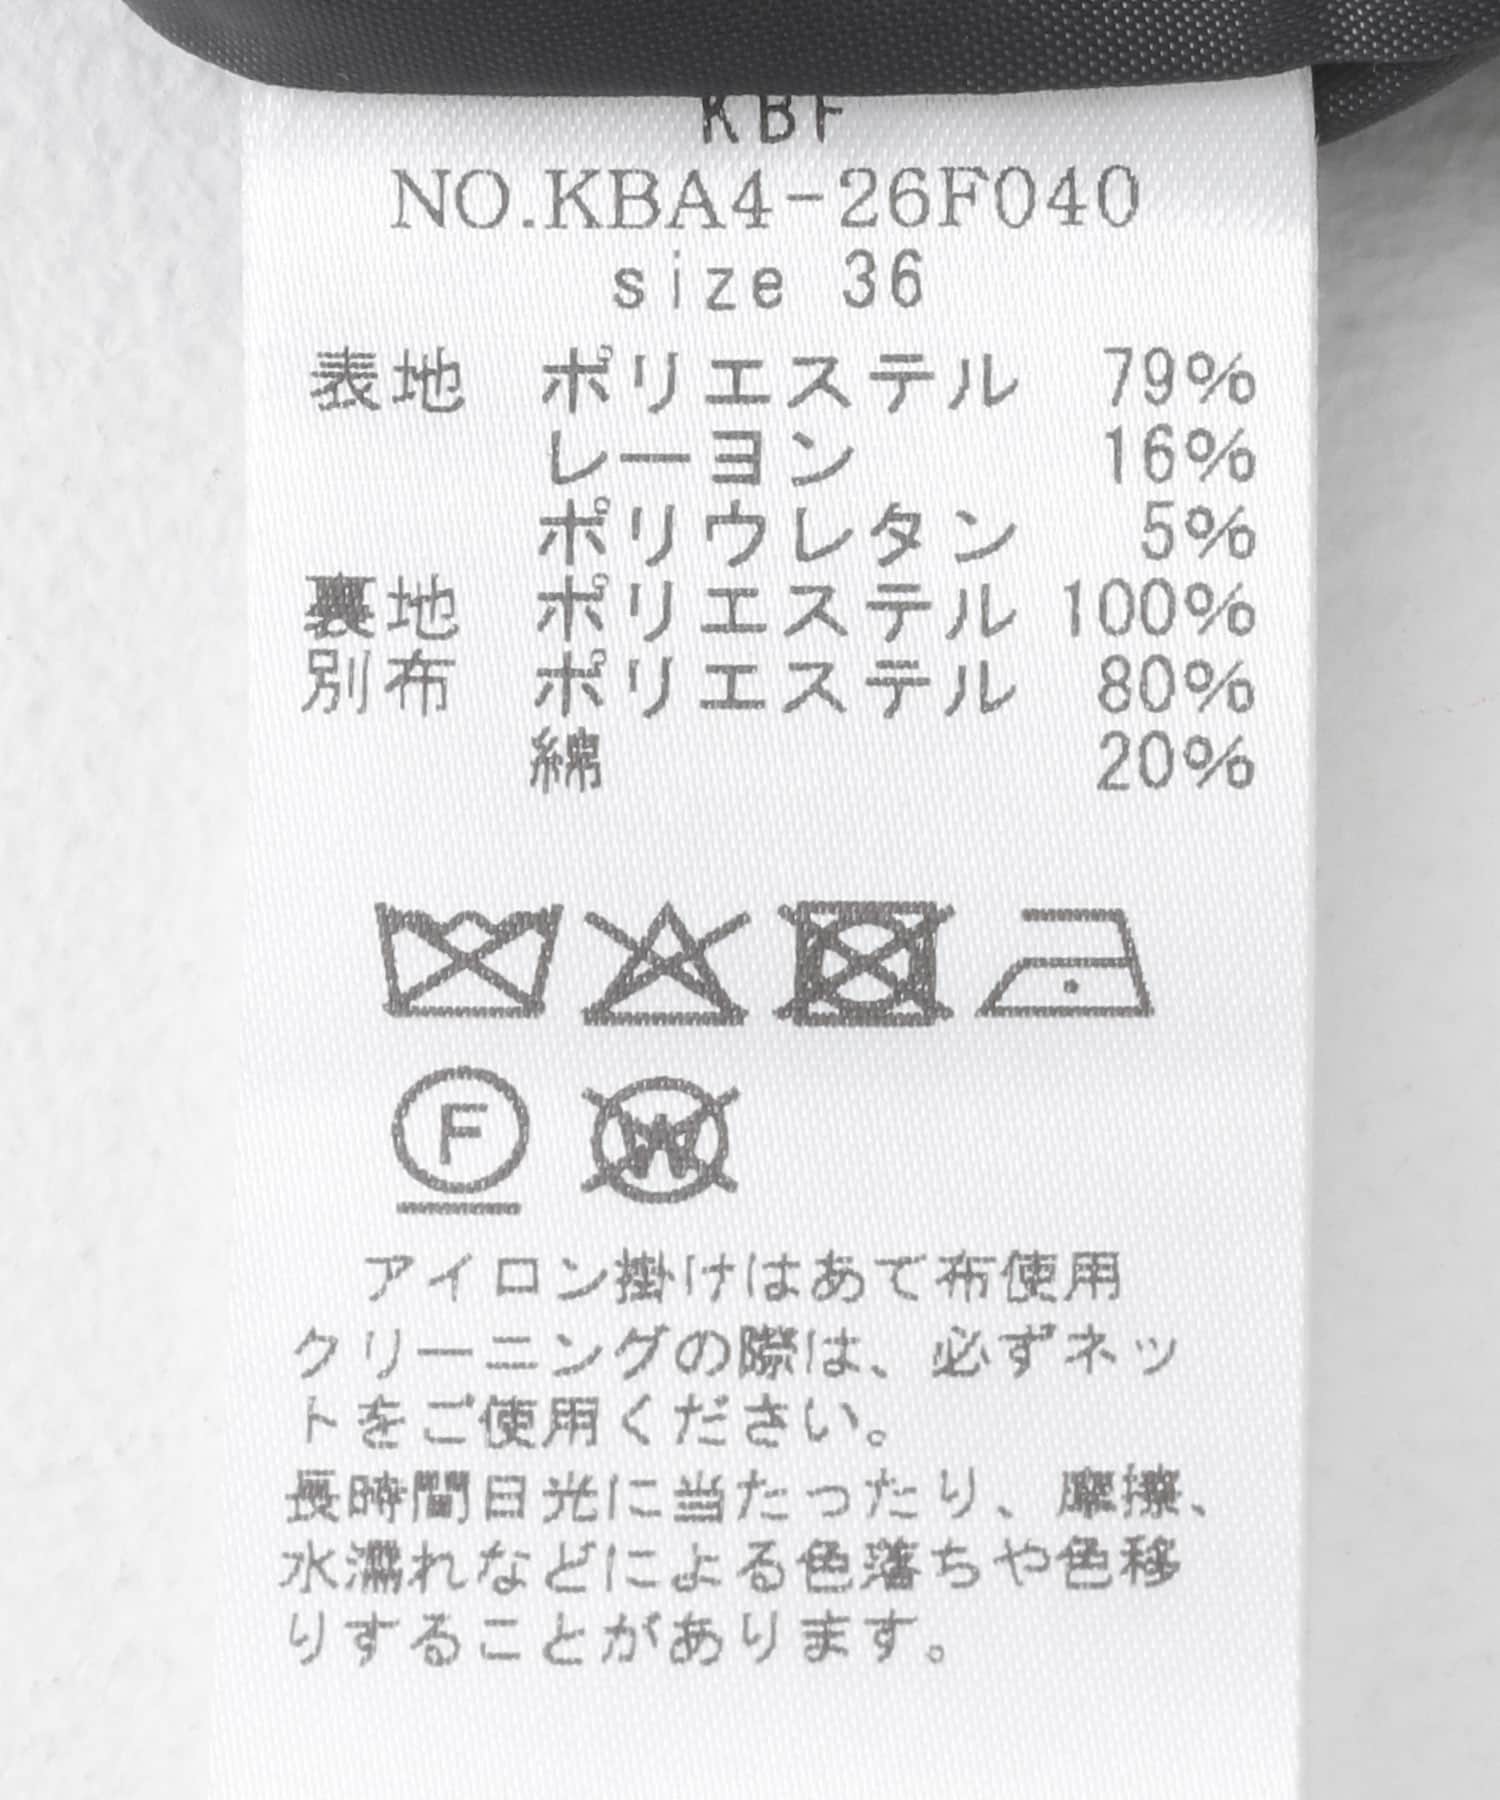 KBF
NO.KBA4-26F040
size 36
表地 ポリエステル 79%
レーヨン 16%
ポリウレタン 5%
裏地 ポリエステル 100%
別布 ポリエステル 80%
綿 20%
F
W
アイロン掛けはあて布使用
クリーニングの際は、必ずネッ
トをご使用ください。
長時間日光に当たったり、摩擦、
水濡れなどによる色落ちや色移
りすることがあります。